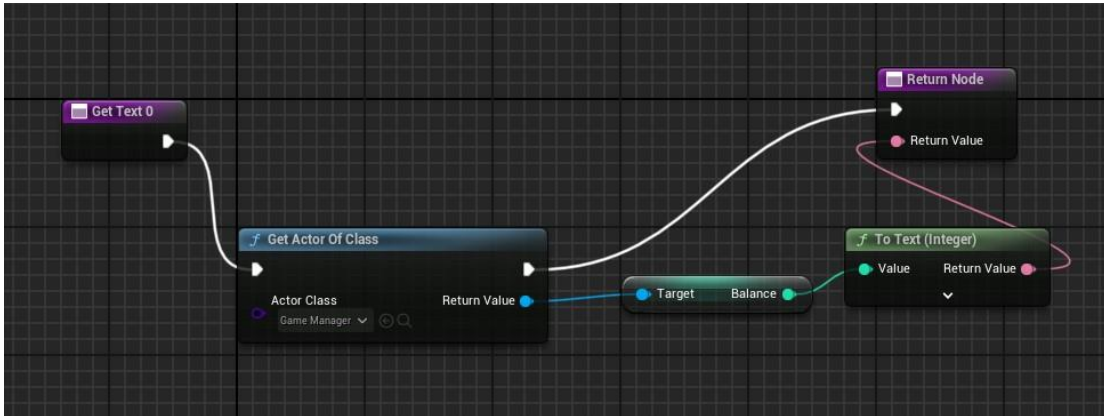 Get Text 0
f Get Actor Of Class
Actor Class
Game Manager
Return Value
Target
Balance
f To Text (Integer)
Value
Return Value
Return Node
Return Value